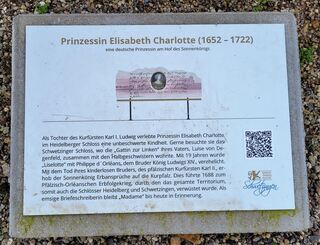 Prinzessin Elisabeth Charlotte (1652 – 1722)
eine deutsche Prinzessin am Hof des Sonnenkönigs
Als Tochter des Kurfürsten Karl I. Ludwig verlebte Prinzessin Elisabeth Charlotte,
im Heidelberger Schloss eine unbeschwerte Kindheit. Gerne besuchte sie das
Schwetzinger Schloss, wo die „Gattin zur Linken“ ihres Vaters, Luise von De-
genfeld, zusammen mit den Halbgeschwistern wohnte. Mit 19 Jahren wurde
"Liselotte" mit Philippe d' Orléans, dem Bruder König Ludwigs XIV., verehelicht.
Mit dem Tod ihres kinderlosen Bruders, des pfälzischen Kurfürsten Karl II., er-
hob der Sonnenkönig Erbansprüche auf die Kurpfalz. Dies führte 1688 zum
Pfälzisch-Orléanschen Erbfolgekrieg, durch den das gesamte Territorium,
somit auch die Schlösser Heidelberg und Schwetzingen, verwüstet wurde. Als
emsige Briefeschreiberin bleibt „Madame“ bis heute in Erinnerung.
Schwetzingen